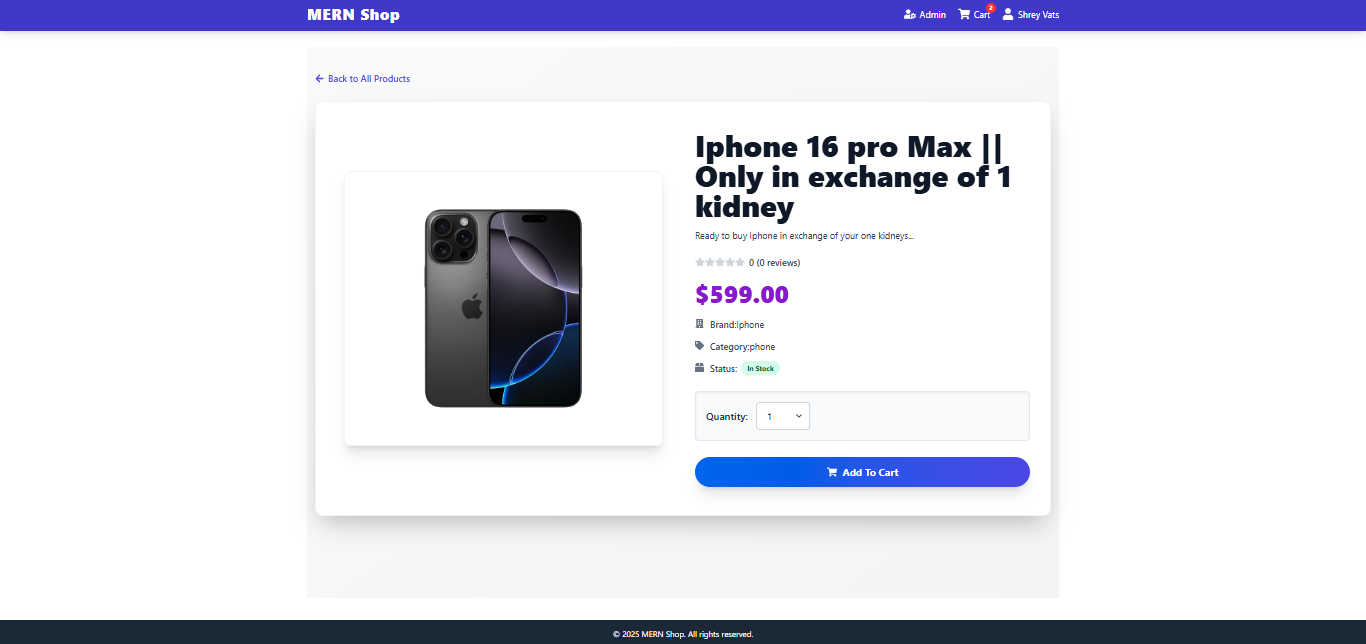 MERN Shop
Admin
Cart
2
Shrey Vats
Back to All Products
Iphone 16 pro Max ||
Only in exchange of 1
kidney
Ready to buy Iphone in exchange of your one kidneys...
0 (0 reviews)
$599.00
Brand:Iphone
Category:phone
Status: In Stock
Quantity: 1
Add To Cart
© 2025 MERN Shop. All rights reserved.